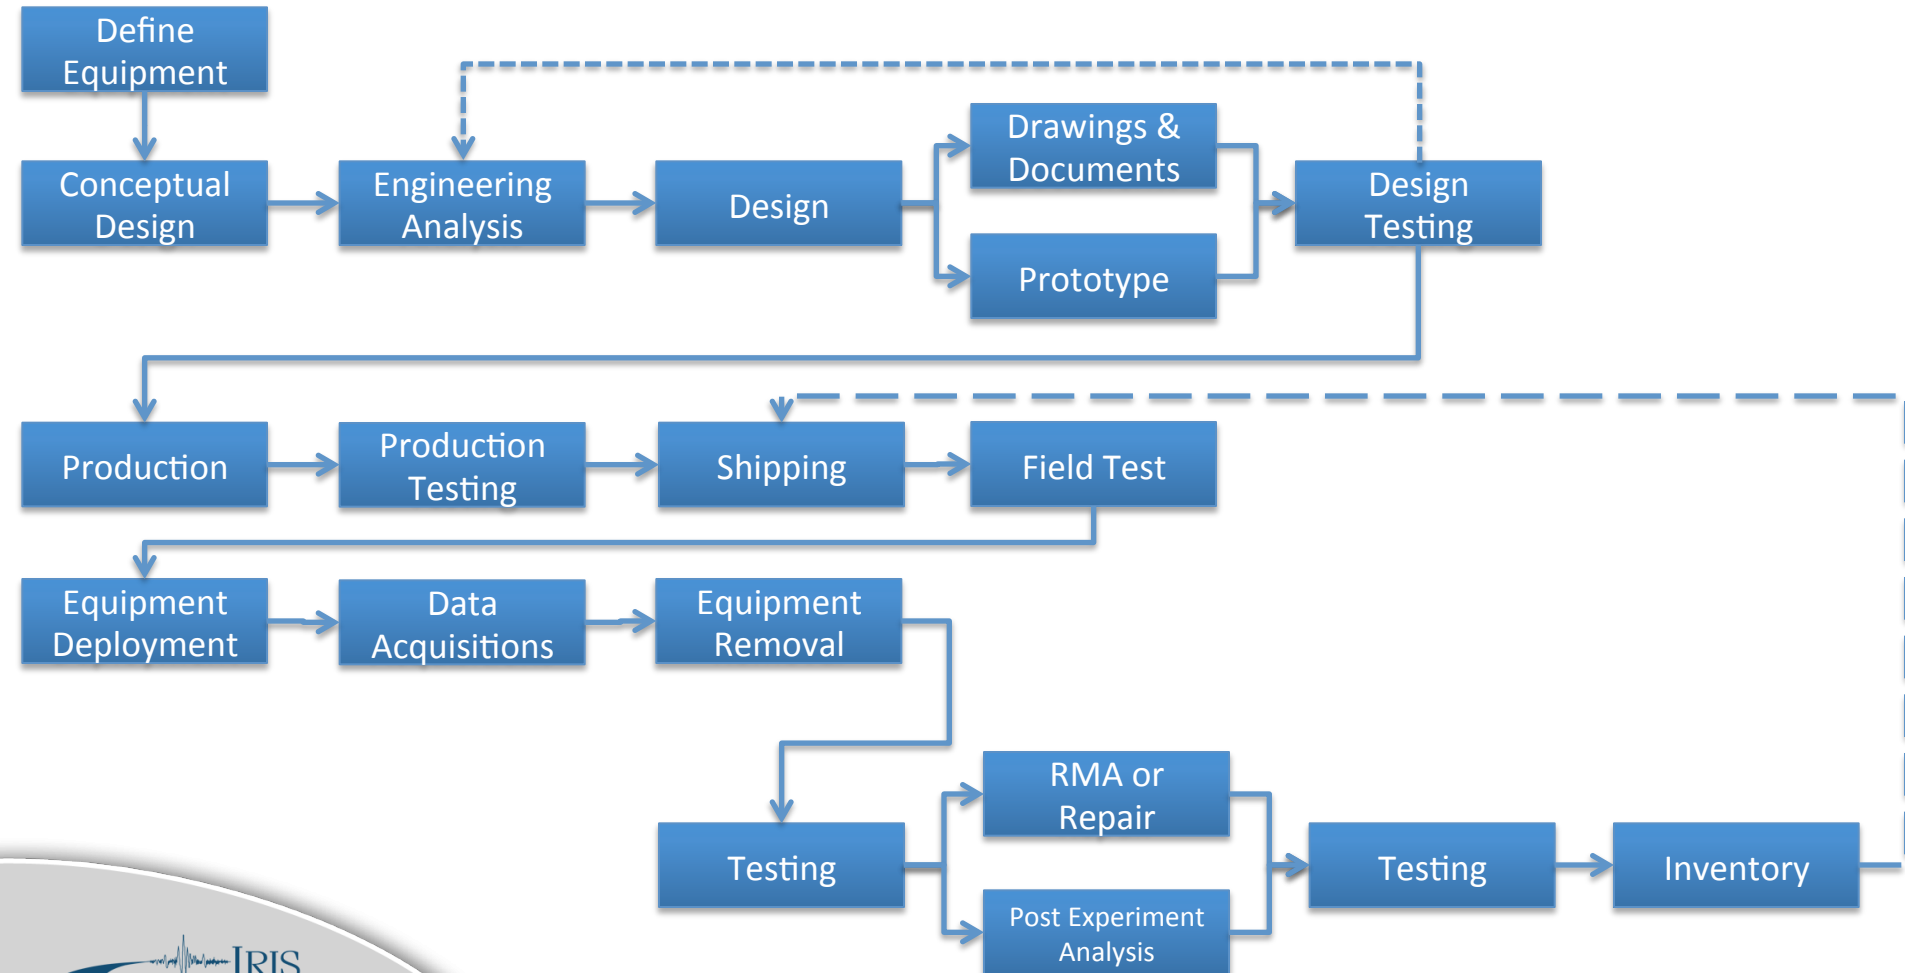 Define
Equipment
Conceptual
Design
Engineering
Analysis
Design
Drawings &
Documents
Prototype
Design
Testing
Production
Production
Testing
Shipping
Field Test
Equipment
Deployment
Data
Acquisitions
Equipment
Removal
Testing
RMA or
Repair
Post Experiment
Analysis
Testing
Inventory
IRIS